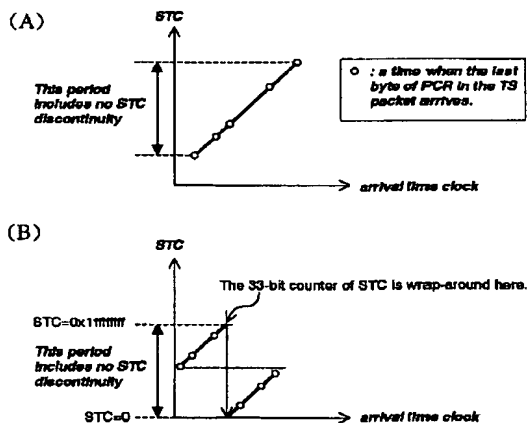 (A)
STC
This period
includes no STC
discontinuity
o : a time when the last
byte of PCR in the TS
packet arrives.
arrival time clock
(B)
STC
The 33-bit counter of STC is wrap-around here.
STC=0x1ffffffff
This period
includes no STC
discontinuity
STC=0
arrival time clock